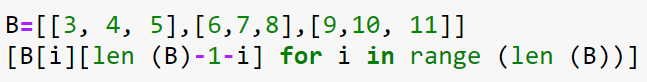 B=[[3, 4, 5],[6,7,8],[9,10, 11]]
[B[i][len (B)-1-i] for i in range (len (B))]